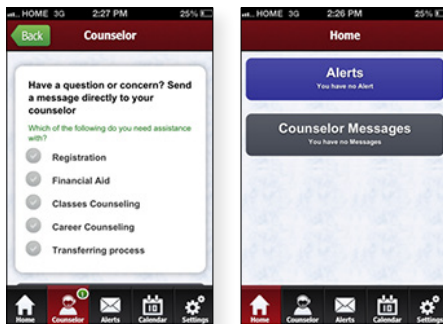 HOME 3G 2:27 PM 25%
Back Counselor
Have a question or concern? Send
a message directly to your
counselor
Which of the following do you need assistance
with?
Registration
Financial Aid
Classes Counseling
Career Counseling
Transferring process
Home Counselor Alerts Calendar Settings
HOME 3G 2:26 PM 25%
Home
Alerts
You have no Alert
Counselor Messages
You have no Messages
Home Counselor Alerts Calendar Settings